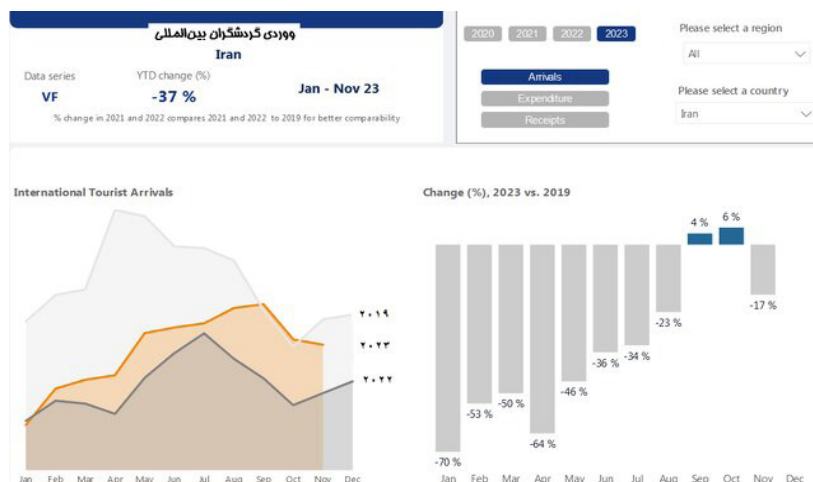 ووردی گردشگران بین‌المللی
Iran
Data series
YTD change (%)
VF
-37 %
Jan - Nov 23
% change in 2021 and 2022 compares 2021 and 2022 to 2019 for better comparability
2020
2021
2022
2023
Arrivals
Expenditure
Receipts
Please select a region
All
Please select a country
Iran
International Tourist Arrivals
۲۰۱۹
۲۰۲۳
۲۰۲۲
Jan Feb Mar Apr May Jun Jul Aug Sep Oct Nov Dec
Change (%), 2023 vs. 2019
4 %
6 %
-17 %
-23 %
-34 %
-36 %
-46 %
-50 %
-53 %
-64 %
-70 %
Jan Feb Mar Apr May Jun Jul Aug Sep Oct Nov Dec